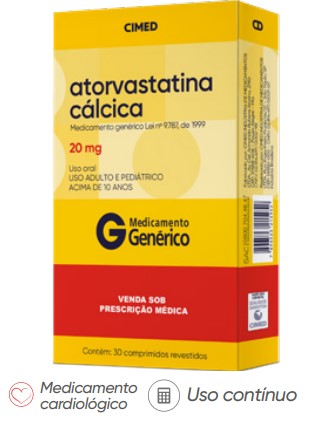 CIMED
atorvastatina
cálcica
Medicamento genérico Lei nº 9.787, de 1999
20 mg
Uso oral
USO ADULTO E PEDIÁTRICO
ACIMA DE 10 ANOS
G Medicamento
Genérico
VENDA SOB
PRESCRIÇÃO MÉDICA
Contém: 30 comprimidos revestidos
CIMED
Medicamento
cardiológico
Uso contínuo